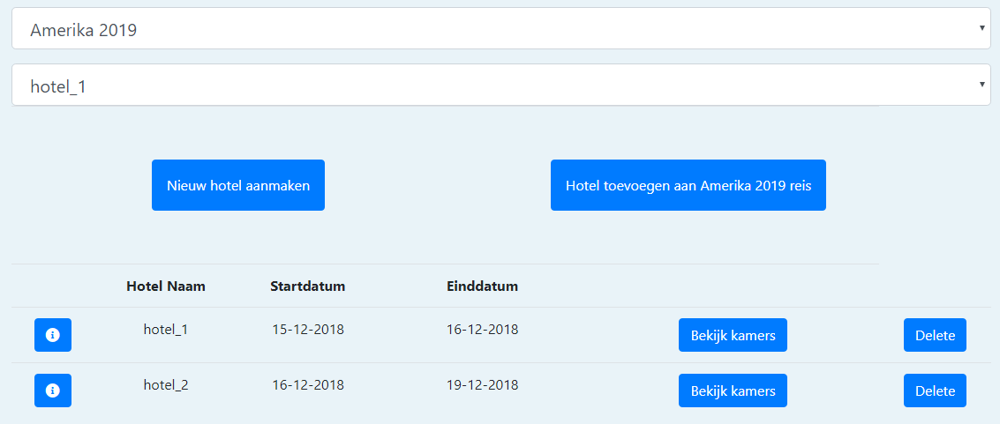 Amerika 2019
hotel_1
Nieuw hotel aanmaken Hotel toevoegen aan Amerika 2019 reis
Hotel Naam Startdatum Einddatum
hotel_1 15-12-2018 16-12-2018 Bekijk kamers Delete
hotel_2 16-12-2018 19-12-2018 Bekijk kamers Delete